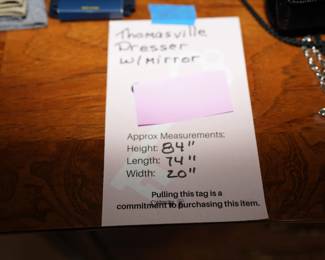 Thomasville
Dresser
W/Mirror
Approx Measurements:
Height: 84"
Length: 74"
Width: 20"
Pulling this tag is a
commitment to purchasing this item.